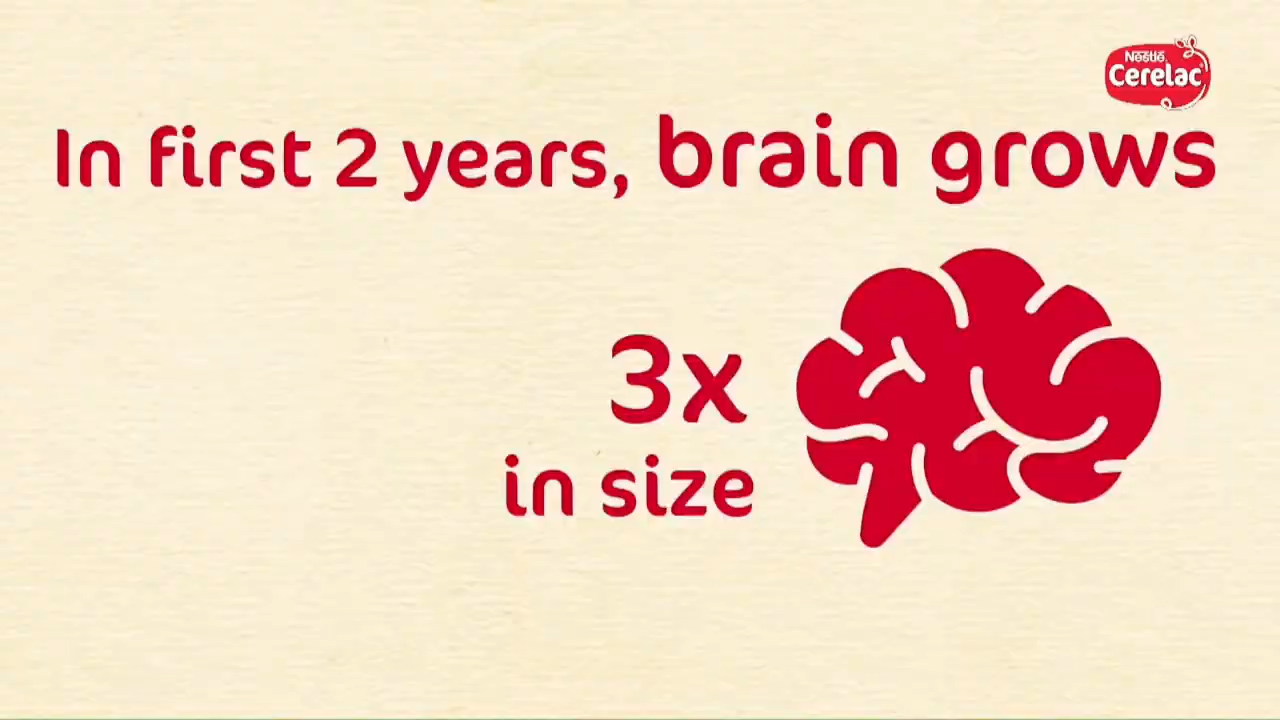 Nestlé
Cerelac
In first 2 years, brain grows
3x
in size